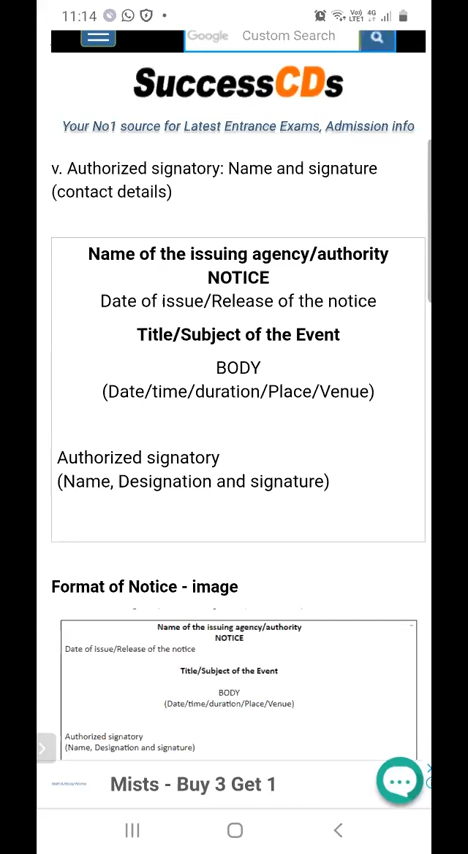 11:14
Vo) 4G
LTE1
Google Custom Search
SuccessCDs
Your No1 source for Latest Entrance Exams, Admission info
v. Authorized signatory: Name and signature
(contact details)
Name of the issuing agency/authority
NOTICE
Date of issue/Release of the notice
Title/Subject of the Event
BODY
(Date/time/duration/Place/Venue)
Authorized signatory
(Name, Designation and signature)
Format of Notice - image
Name of the issuing agency/authority
NOTICE
Date of issue/Release of the notice
Title/Subject of the Event
BODY
(Date/time/duration/Place/Venue)
Authorized signatory
(Name, Designation and signature)
Mists - Buy 3 Get 1